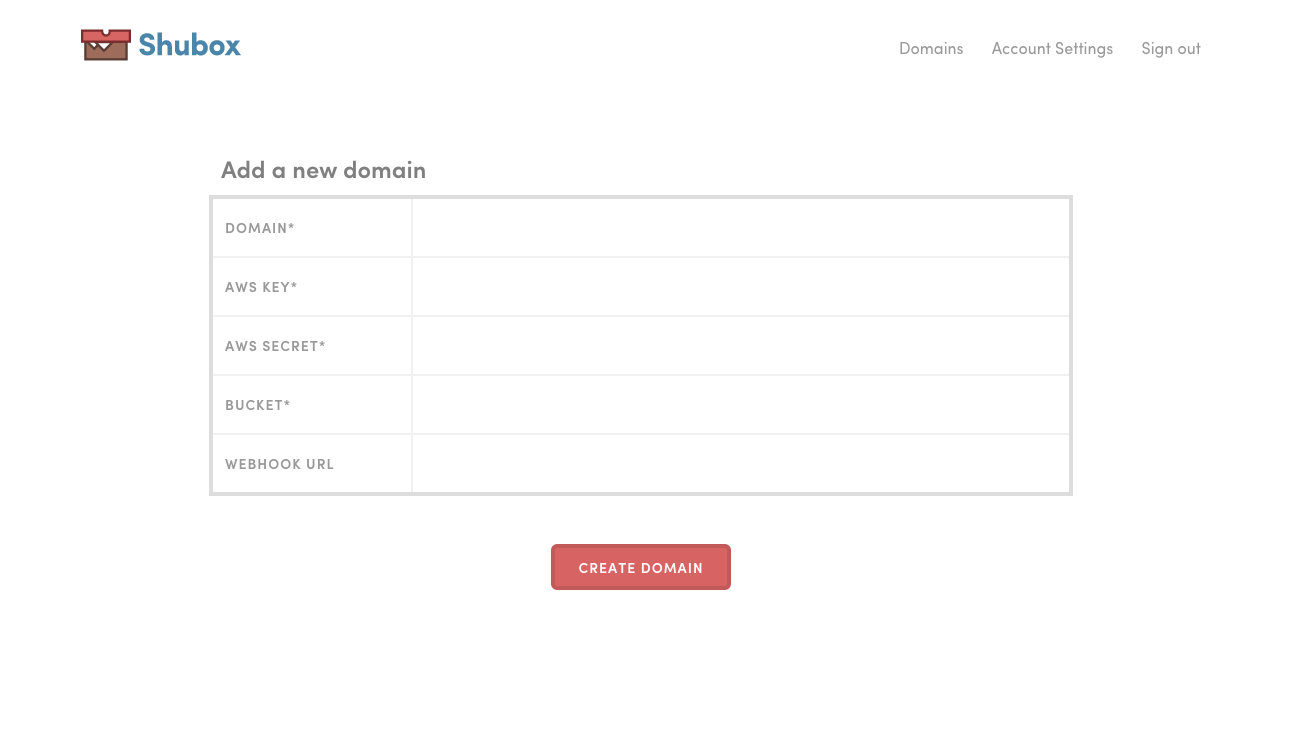 Shubox
Domains Account Settings Sign out
Add a new domain
DOMAIN*
AWS KEY*
AWS SECRET*
BUCKET*
WEBHOOK URL
CREATE DOMAIN